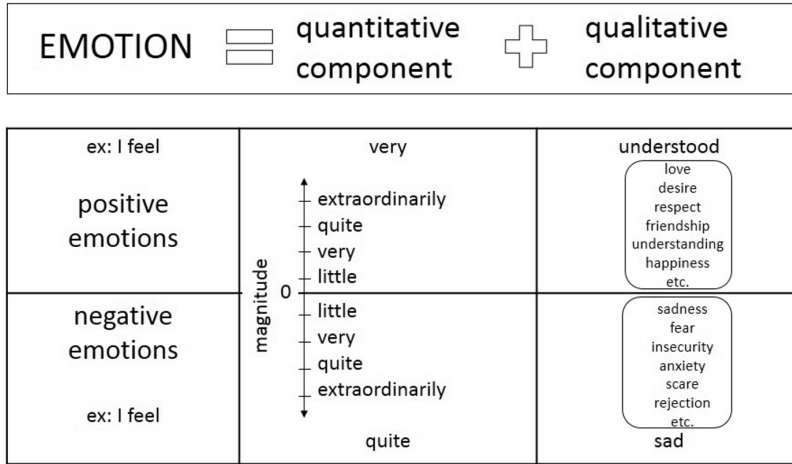 EMOTION = quantitative component + qualitative component
ex: I feel
very
understood
positive
emotions
magnitude
extraordinarily
quite
very
little
0
love
desire
respect
friendship
understanding
happiness
etc.
negative
emotions
little
very
quite
extraordinarily
sadness
fear
insecurity
anxiety
scare
rejection
etc.
ex: I feel
quite
sad